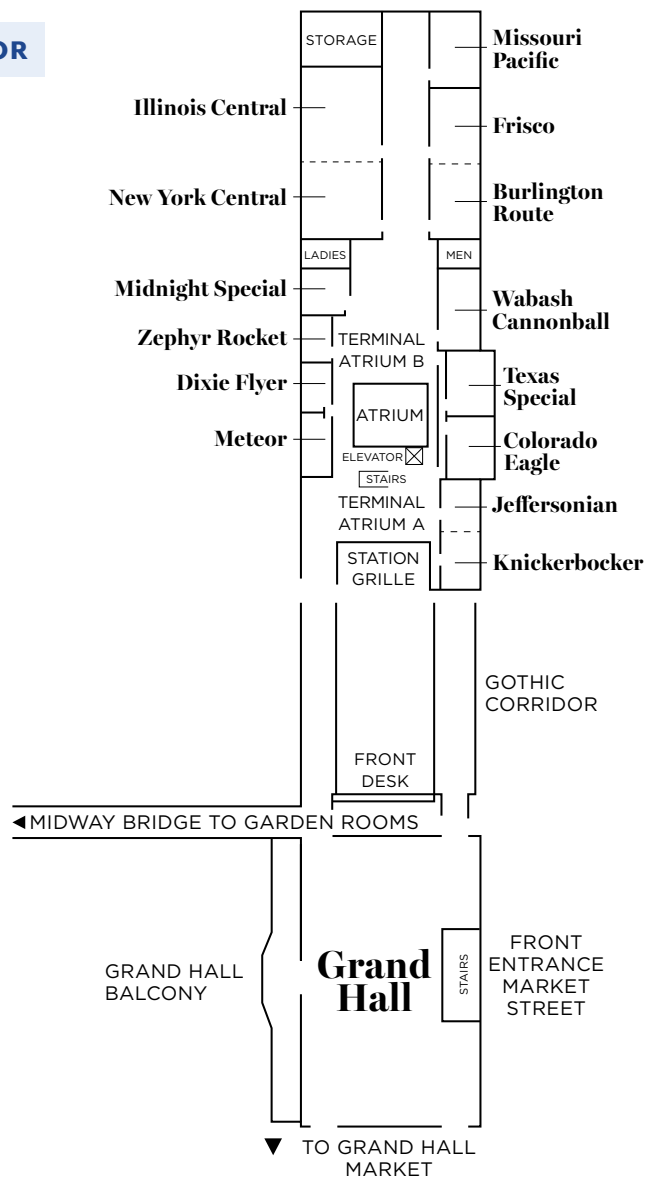 OR
STORAGE
Missouri
Pacific
Illinois Central
Frisco
New York Central
Burlington
Route
LADIES
MEN
Midnight Special
Wabash
Cannonball
Zephyr Rocket
TERMINAL
ATRIUM B
Dixie Flyer
Texas
Special
ATRIUM
Meteor
Colorado
Eagle
ELEVATOR
STAIRS
TERMINAL
ATRIUM A
Jeffersonian
STATION
GRILLE
Knickerbocker
GOTHIC
CORRIDOR
FRONT
DESK
MIDWAY BRIDGE TO GARDEN ROOMS
GRAND HALL
BALCONY
Grand
Hall
STAIRS
FRONT
ENTRANCE
MARKET
STREET
TO GRAND HALL
MARKET